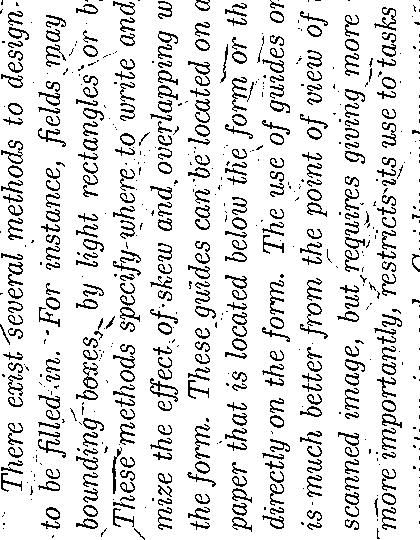 There exist several methods to design-
to be filled in. For instance, fields may
bounding boxes, by light rectangles or b
These methods specify where to write and
mize the effect of skew and overlapping w
the form. These guides can be located on a
paper that is located below the form or th
directly on the form. The use of guides on
is much better from the point of view of
scanned image, but requires giving more
more importantly, restricts its use to tasks